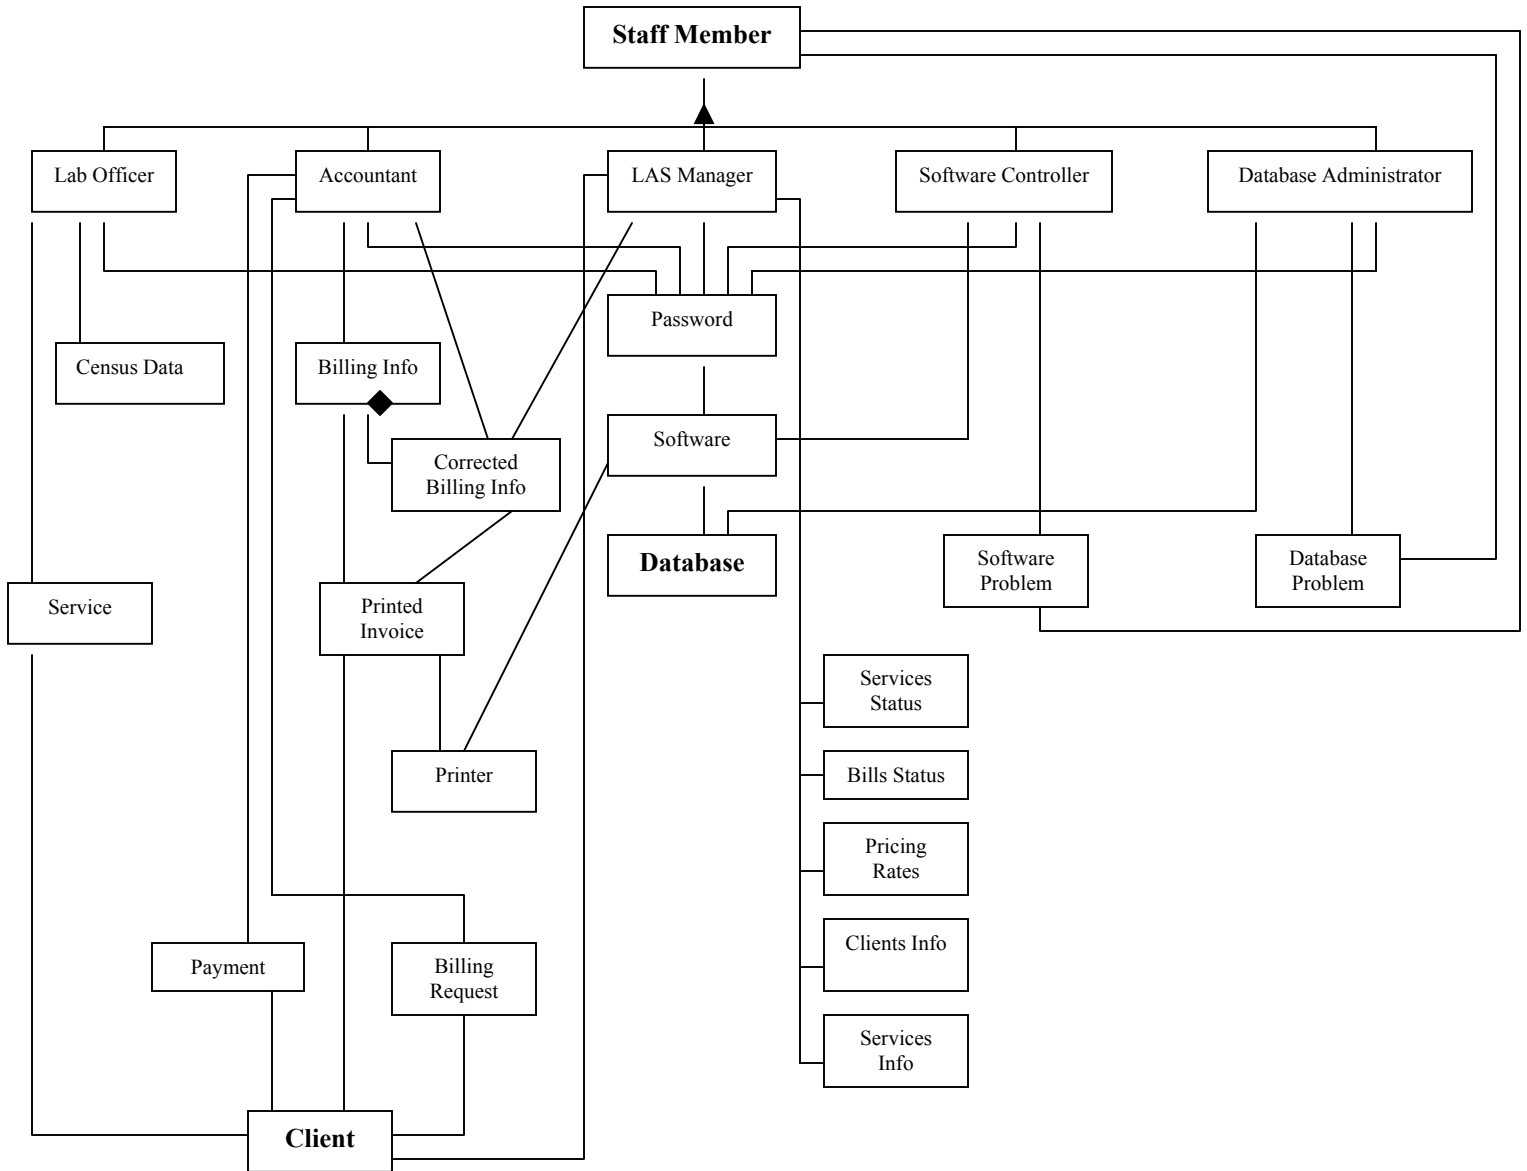 Staff Member
Lab Officer
Accountant
LAS Manager
Software Controller
Database Administrator
Password
Census Data
Billing Info
Software
Corrected
Billing Info
Database
Software
Problem
Database
Problem
Service
Printed
Invoice
Services
Status
Printer
Bills Status
Pricing
Rates
Clients Info
Payment
Billing
Request
Services
Info
Client